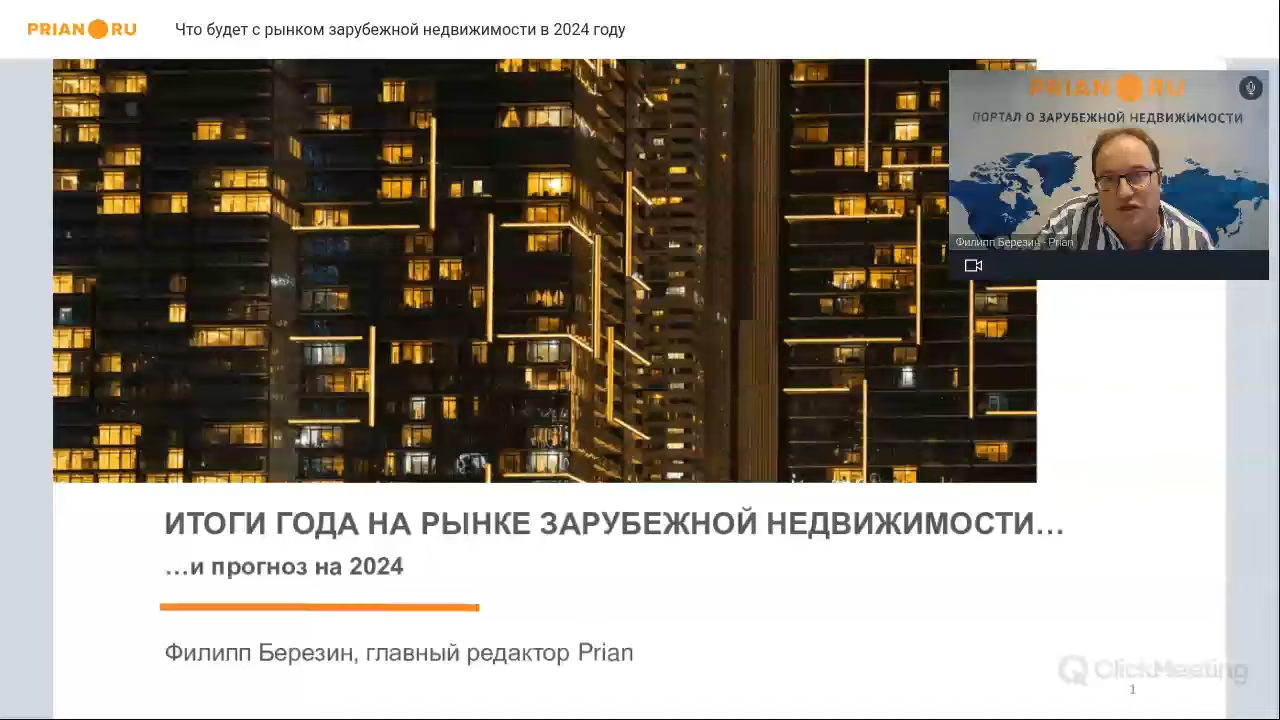 PRIAN RU
Что будет с рынком зарубежной недвижимости в 2024 году
PRIAN RU
ПОРТАЛ О ЗАРУБЕЖНОЙ НЕДВИЖИМОСТИ
Филипп Березин - Prian
ИТОГИ ГОДА НА РЫНКЕ ЗАРУБЕЖНОЙ НЕДВИЖИМОСТИ...
...и прогноз на 2024
Филипп Березин, главный редактор Prian
ClickMeeting
1